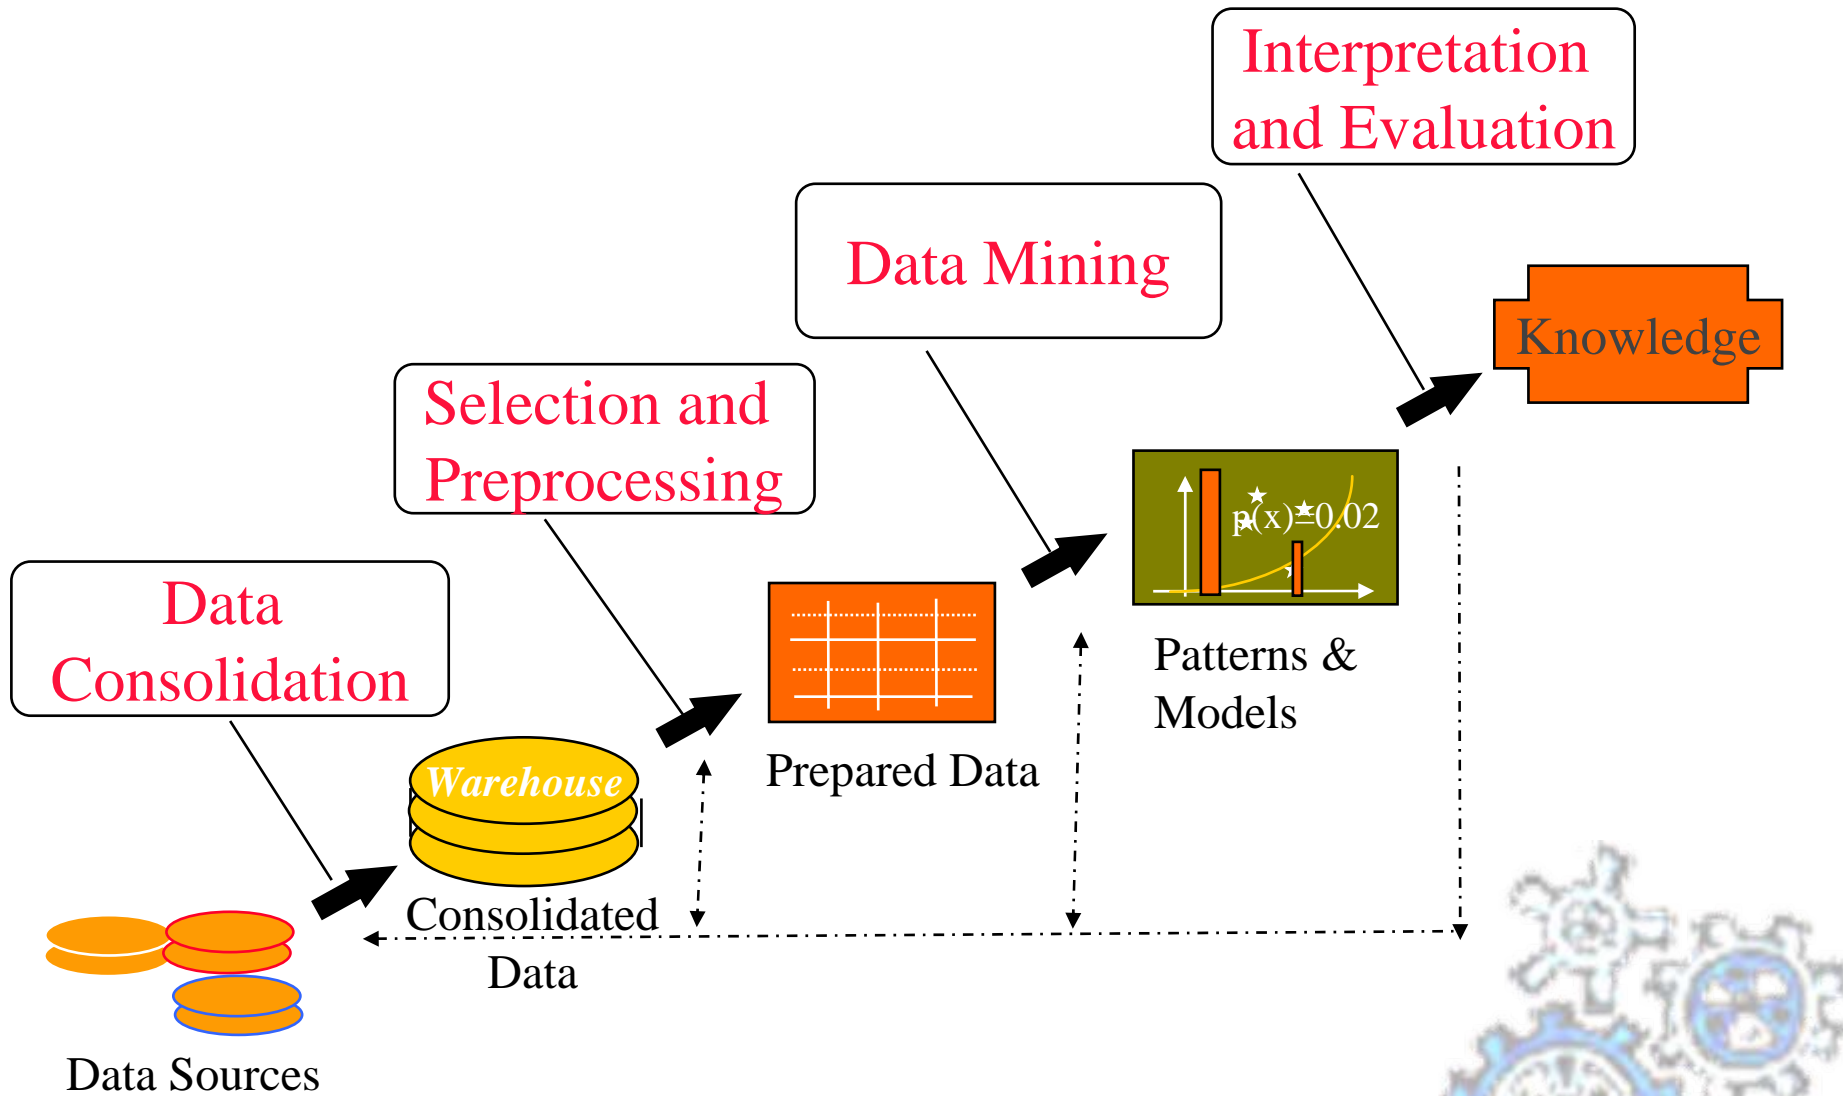 Interpretation
and Evaluation
Data Mining
Knowledge
Selection and
Preprocessing
p(x)=0.02
Data
Consolidation
Patterns &
Models
Warehouse
Prepared Data
Consolidated
Data
Data Sources